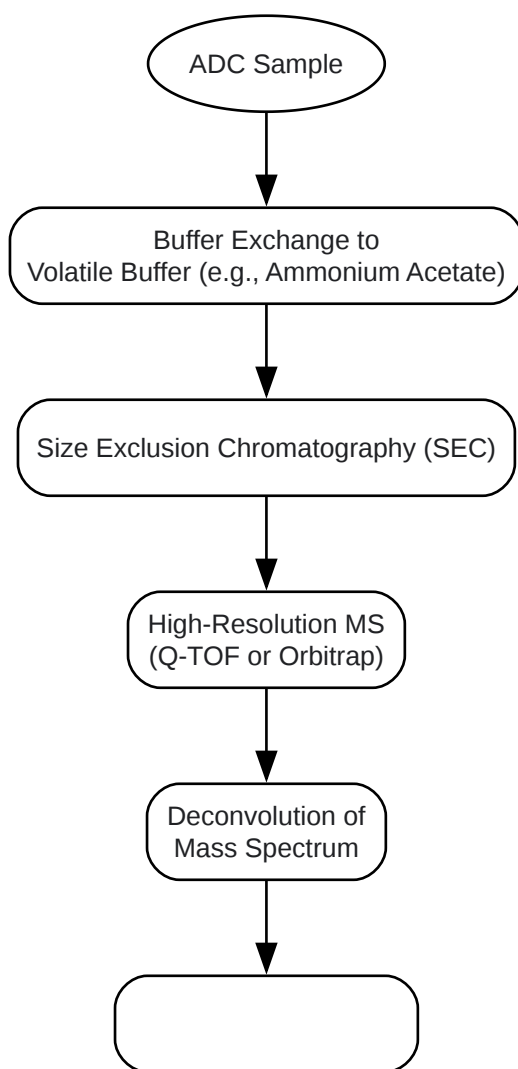 ADC Sample
Buffer Exchange to
Volatile Buffer (e.g., Ammonium Acetate)
Size Exclusion Chromatography (SEC)
High-Resolution MS
(Q-TOF or Orbitrap)
Deconvolution of
Mass Spectrum